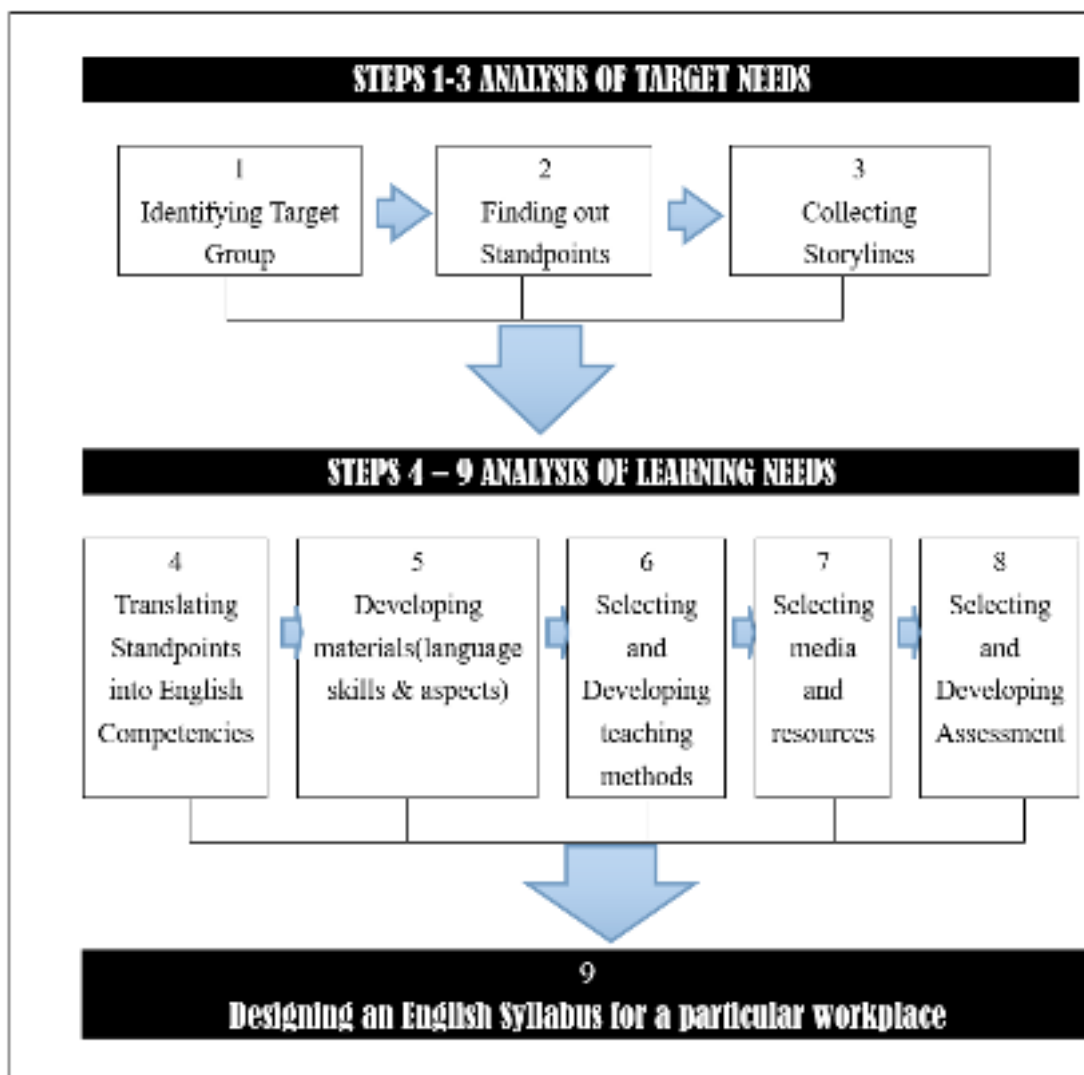 STEPS 1-3 ANALYSIS OF TARGET NEEDS
1
Identifying Target
Group
2
Finding out
Standpoints
3
Collecting
Storylines
STEPS 4 – 9 ANALYSIS OF LEARNING NEEDS
4
Translating
Standpoints
into English
Competencies
5
Developing
materials(language
skills & aspects)
6
Selecting
and
Developing
teaching
methods
7
Selecting
media
and
resources
8
Selecting
and
Developing
Assessment
9
Designing an English Syllabus for a particular workplace